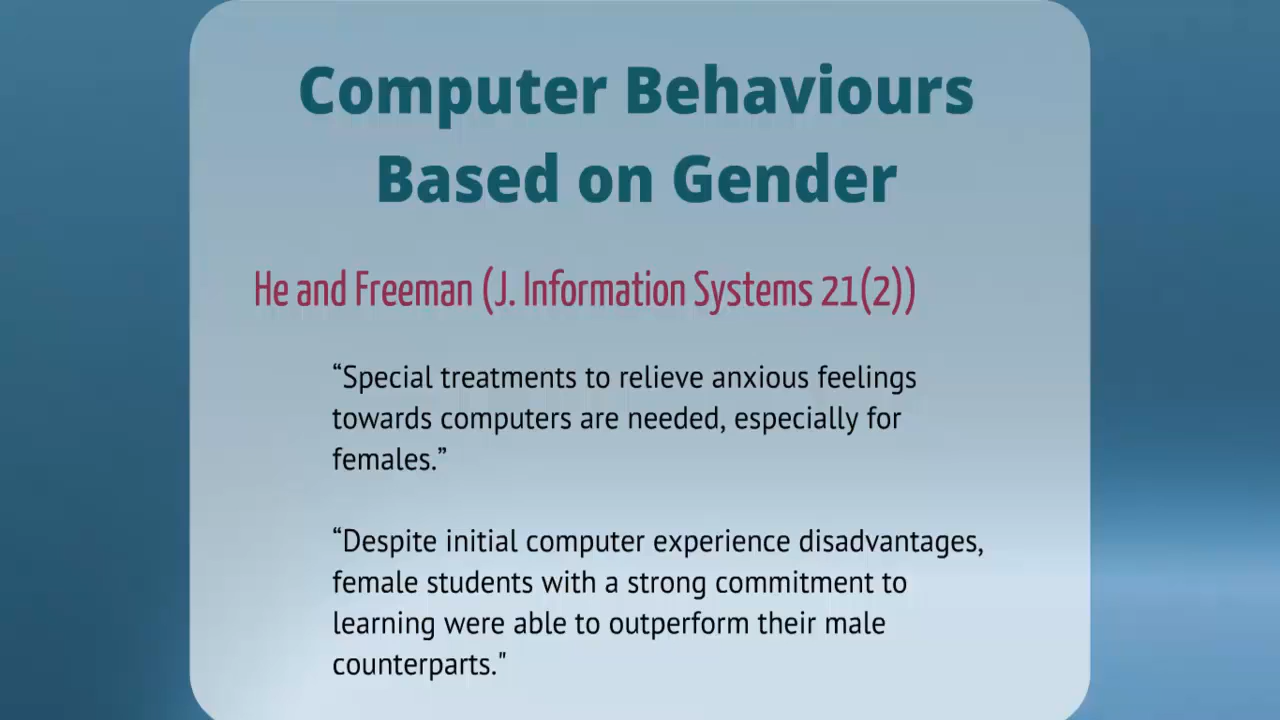 Computer Behaviours
Based on Gender
He and Freeman (J. Information Systems 21(2))
“Special treatments to relieve anxious feelings
towards computers are needed, especially for
females.”
“Despite initial computer experience disadvantages,
female students with a strong commitment to
learning were able to outperform their male
counterparts."